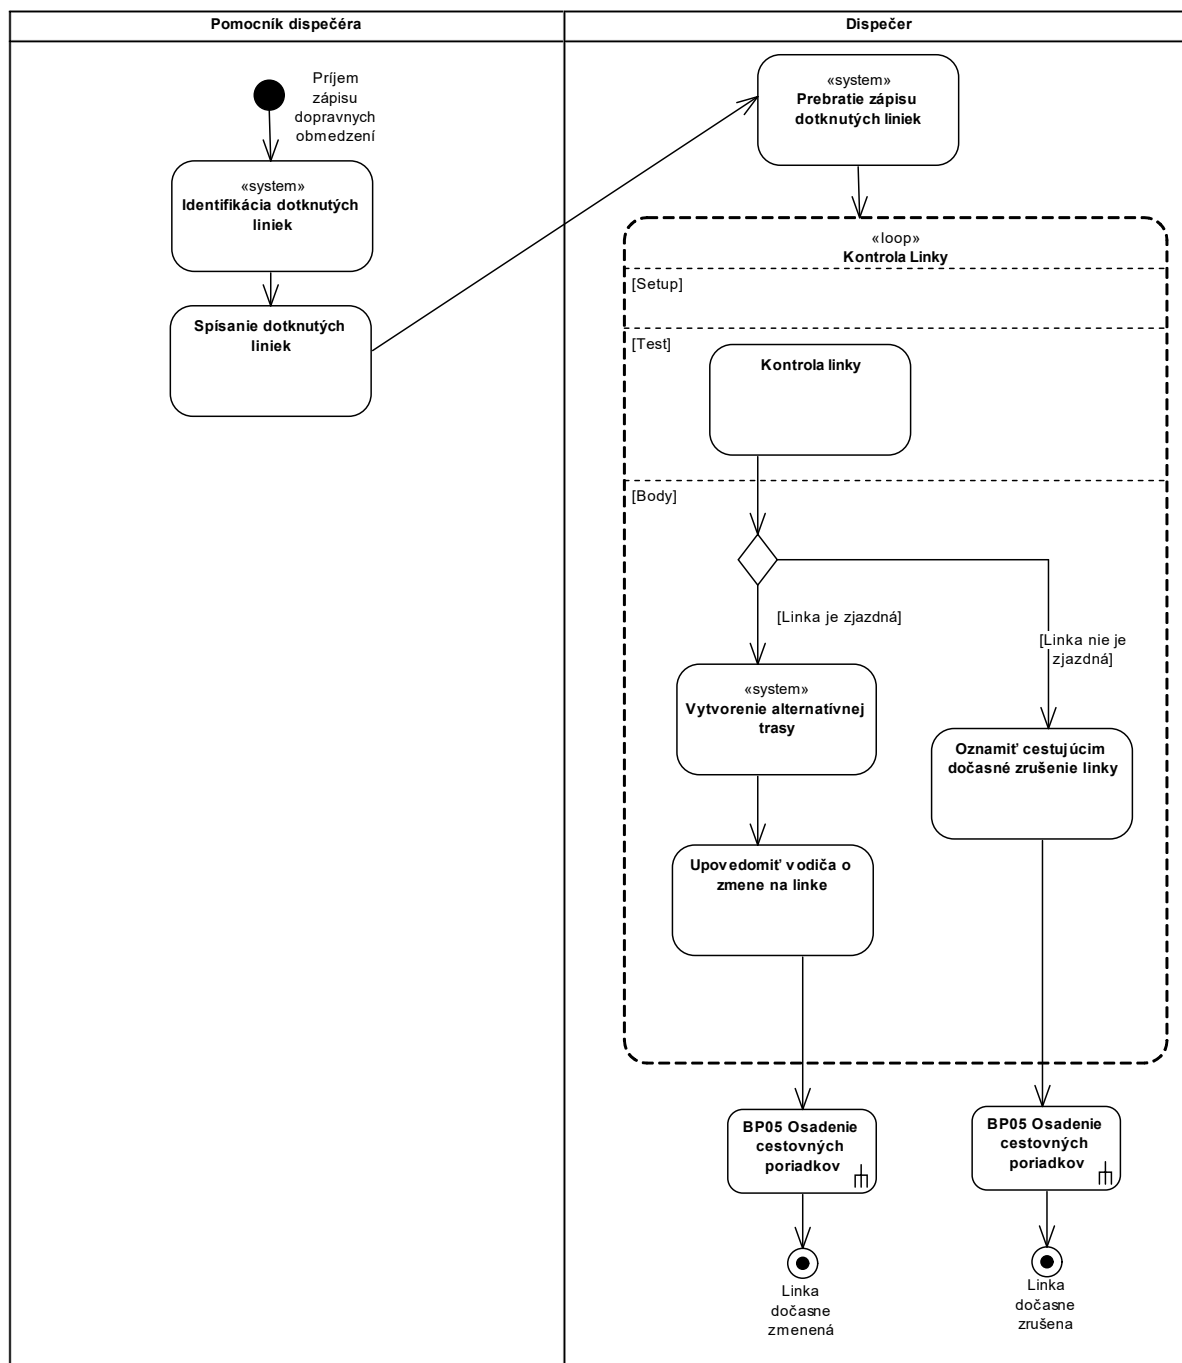 Pomocník dispečéra
Dispečer
Príjem
zápisu
dopravnych
obmedzení
«system»
Identifikácia dotknutých
liniek
Spísanie dotknutých
liniek
«system»
Prebratie zápisu
dotknutých liniek
«loop»
Kontrola Linky
[Setup]
[Test]
Kontrola linky
[Body]
[Linka je zjazdná]
[Linka nie je
zjazdná]
«system»
Vytvorenie alternatívnej
trasy
Oznamiť cestujúcim
dočasné zrušenie linky
Upovedomiť vodiča o
zmene na linke
BP05 Osadenie
cestovných
poriadkov
BP05 Osadenie
cestovných
poriadkov
Linka
dočasne
zmenená
Linka
dočasne
zrušena